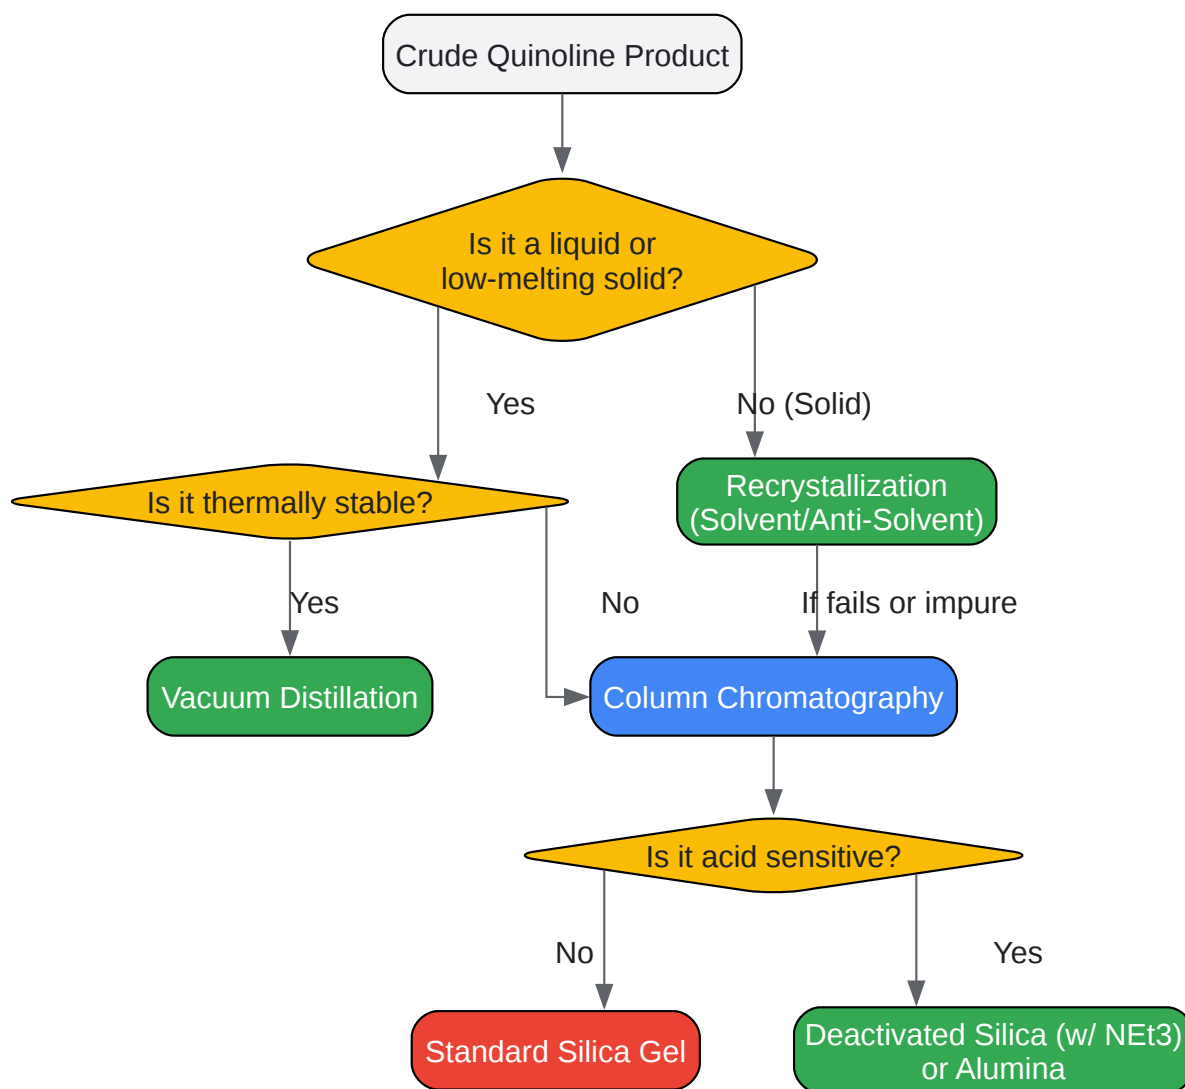 Crude Quinoline Product
Is it a liquid or
low-melting solid?
Yes
No (Solid)
Is it thermally stable?
Recrystallization
(Solvent/Anti-Solvent)
Yes
No
If fails or impure
Vacuum Distillation
Column Chromatography
Is it acid sensitive?
No
Yes
Standard Silica Gel
Deactivated Silica (w/ NEt3)
or Alumina